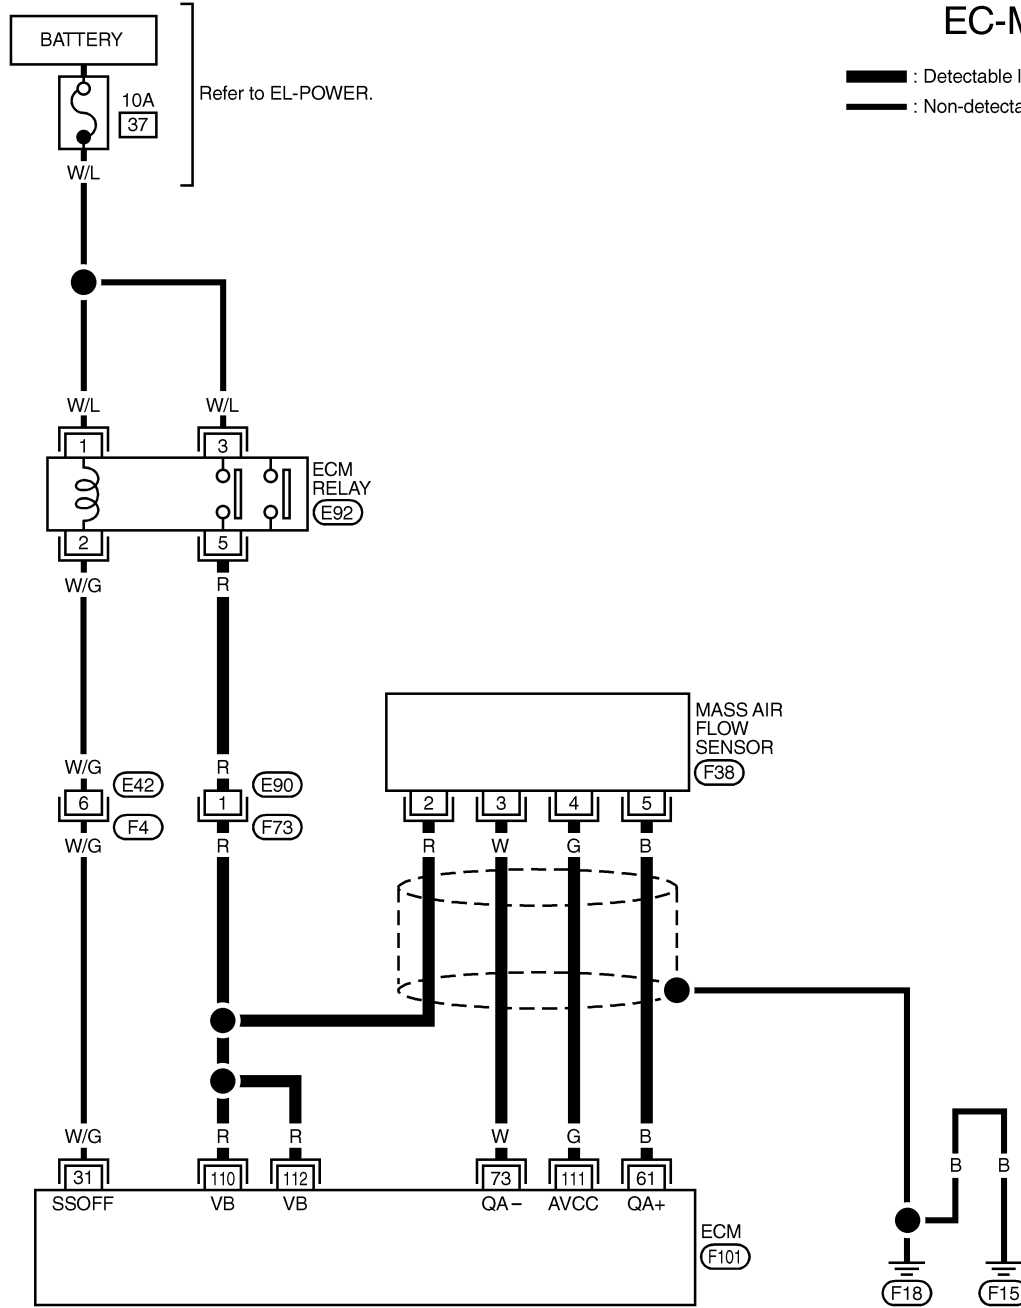 EC-M
BATTERY
: Detectable l
Refer to EL-POWER.
10A
: Non-detecta
37
W/L
W/L W/L
1 3
ECM
RELAY
E92
2 5
W/G R
MASS AIR
FLOW
SENSOR
F38
W/G R
E42 E90
6 1 2 3 4 5
F4 F73
W/G R R W G B
W/G R R W G B
B B
31 110 112 73 111 61
SSOFF VB VB QA− AVCC QA+
ECM
F101
F18 F15